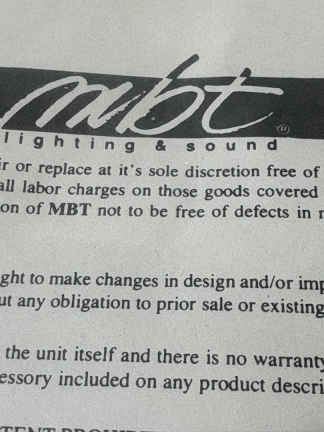 mbt ®
lighting & sound
ir or replace at it's sole discretion free of
all labor charges on those goods covered
on of MBT not to be free of defects in
ght to make changes in design and/or imp
ut any obligation to prior sale or existing
the unit itself and there is no warranty
essory included on any product descri